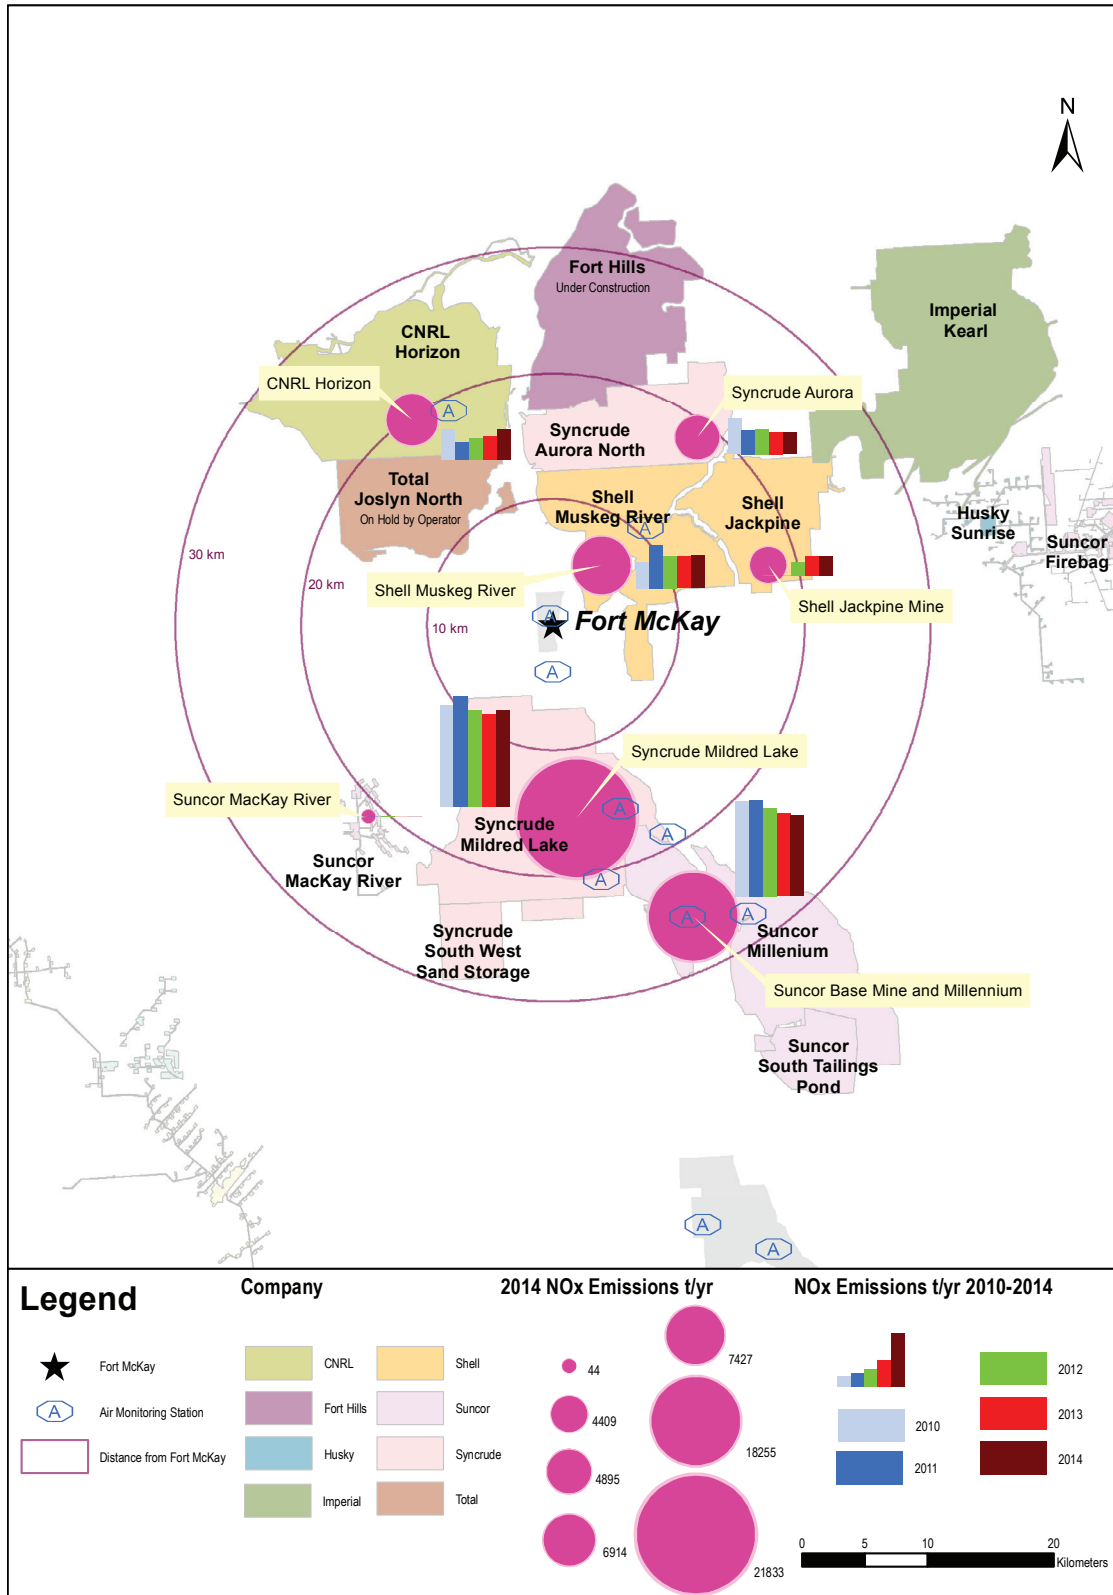 N
Fort Hills
Under Construction
Imperial
Kearl
CNRL
Horizon
CNRL Horizon
A
Syncrude Aurora
Syncrude
Aurora North
Total
Joslyn North
On Hold by Operator
Shell
Muskeg River
A
Shell
Jackpine
Husky
Sunrise
Suncor
Firebag
30 km
20 km
10 km
Shell Muskeg River
Shell Jackpine Mine
A
Fort McKay
A
Syncrude Mildred Lake
Suncor MacKay River
A
A
Syncrude
Mildred Lake
Suncor
MacKay River
A
A
A
Suncor
Millenium
Syncrude
South West
Sand Storage
Suncor Base Mine and Millennium
Suncor
South Tailings
Pond
A
A
Legend
Fort McKay
A
Air Monitoring Station
Distance from Fort McKay
Company
CNRL
Fort Hills
Husky
Imperial
Shell
Suncor
Syncrude
Total
2014 NOx Emissions t/yr
44
4409
4895
6914
7427
18255
21833
NOx Emissions t/yr 2010-2014
2010
2011
2012
2013
2014
0
5
10
20
Kilometers